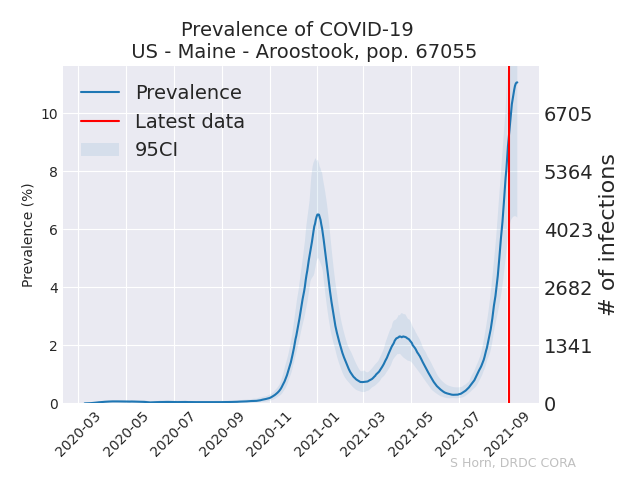 Prevalence of COVID-19
US - Maine - Aroostook, pop. 67055
Prevalence
Latest data
95CI
Prevalence (%)
10
8
6
4
2
0
6705
5364
4023
2682
1341
0
# of infections
2020-03
2020-05
2020-07
2020-09
2020-11
2021-01
2021-03
2021-05
2021-07
2021-09
S Horn, DRDC CORA